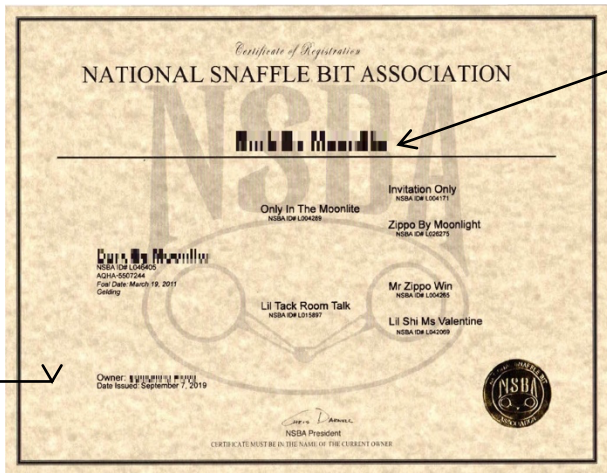 Certificate of Registration
NATIONAL SNAFFLE BIT ASSOCIATION
NSDA
Invitation Only
NSBA ID# L004171
Only In The Moonlite
NSBA ID# L004289
Zippo By Moonlight
NSBA ID# L026275
NSBA ID# L046405
AQHA-5507244
Foal Date: March 19, 2011
Gelding
Mr Zippo Win
NSBA ID# L004265
Lil Tack Room Talk
NSBA ID# L015897
Lil Shi Ms Valentine
NSBA ID# L042069
Owner:
Date Issued: September 7, 2019
NSBA
ASSOCIATION
NSBA President
CERTIFICATE MUST BE IN THE NAME OF THE CURRENT OWNER